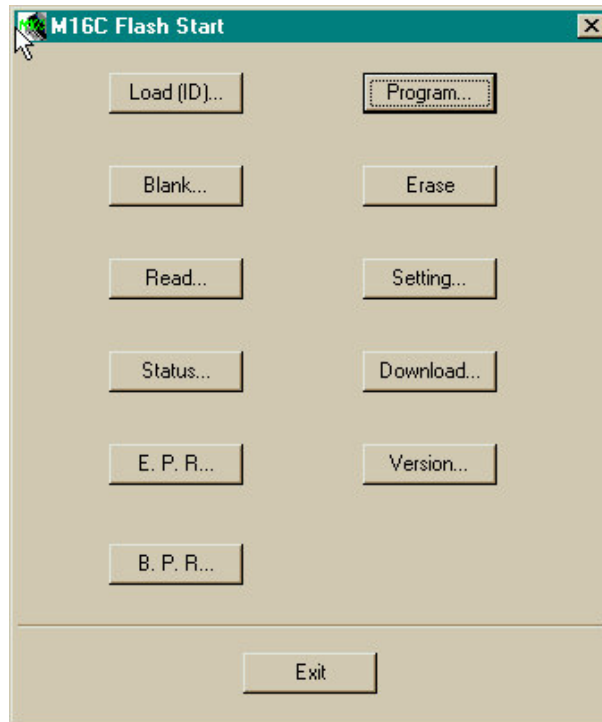 M16C Flash Start
Load (ID)... Program...
Blank... Erase
Read... Setting...
Status... Download...
E. P. R... Version...
B. P. R...
Exit